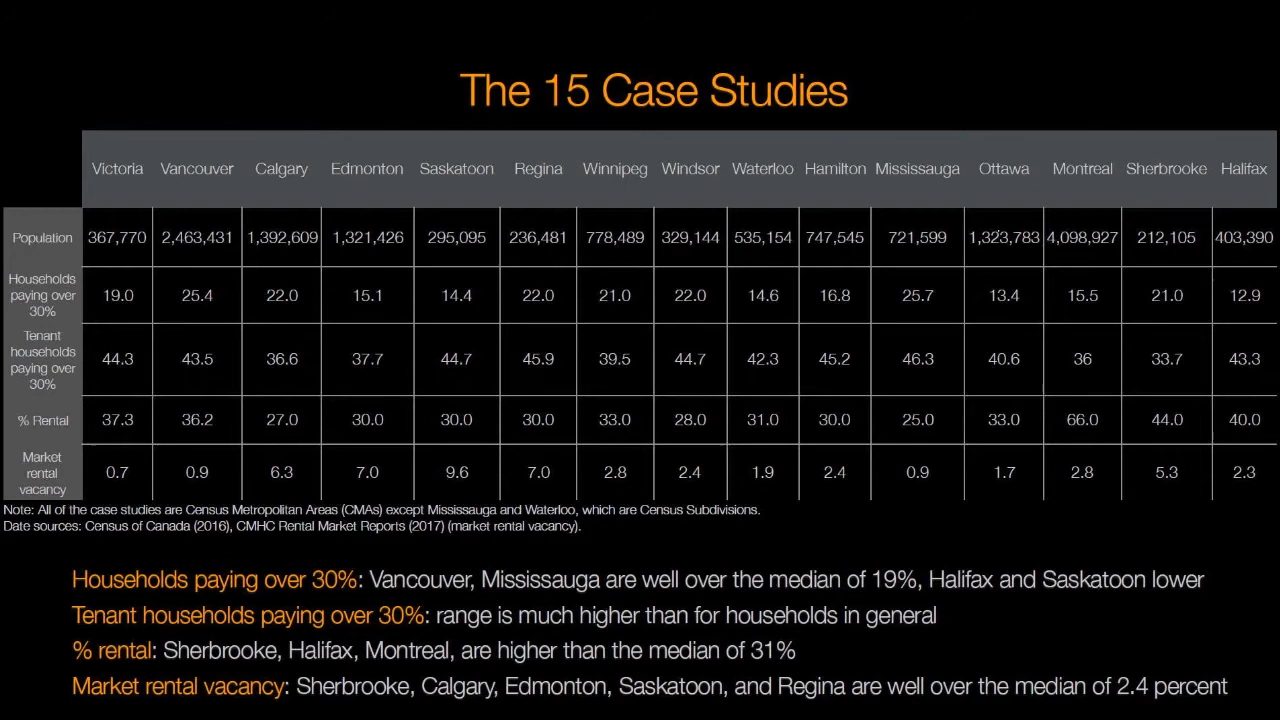 The 15 Case Studies
Victoria Vancouver Calgary Edmonton Saskatoon Regina Winnipeg Windsor Waterloo Hamilton Mississauga Ottawa Montreal Sherbrooke Halifax
Population 367,770 2,463,431 1,392,609 1,321,426 295,095 236,481 778,489 329,144 535,154 747,545 721,599 1,323,783 4,098,927 212,105 403,390
Households
paying over
30%
19.0 25.4 22.0 15.1 14.4 22.0 21.0 22.0 14.6 16.8 25.7 13.4 15.5 21.0 12.9
Tenant
households
paying over
30%
44.3 43.5 36.6 37.7 44.7 45.9 39.5 44.7 42.3 45.2 46.3 40.6 36 33.7 43.3
% Rental 37.3 36.2 27.0 30.0 30.0 30.0 33.0 28.0 31.0 30.0 25.0 33.0 66.0 44.0 40.0
Market
rental
vacancy
0.7 0.9 6.3 7.0 9.6 7.0 2.8 2.4 1.9 2.4 0.9 1.7 2.8 5.3 2.3
Note: All of the case studies are Census Metropolitan Areas (CMAs) except Mississauga and Waterloo, which are Census Subdivisions.
Date sources: Census of Canada (2016), CMHC Rental Market Reports (2017) (market rental vacancy).
Households paying over 30%: Vancouver, Mississauga are well over the median of 19%, Halifax and Saskatoon lower
Tenant households paying over 30%: range is much higher than for households in general
% rental: Sherbrooke, Halifax, Montreal, are higher than the median of 31%
Market rental vacancy: Sherbrooke, Calgary, Edmonton, Saskatoon, and Regina are well over the median of 2.4 percent